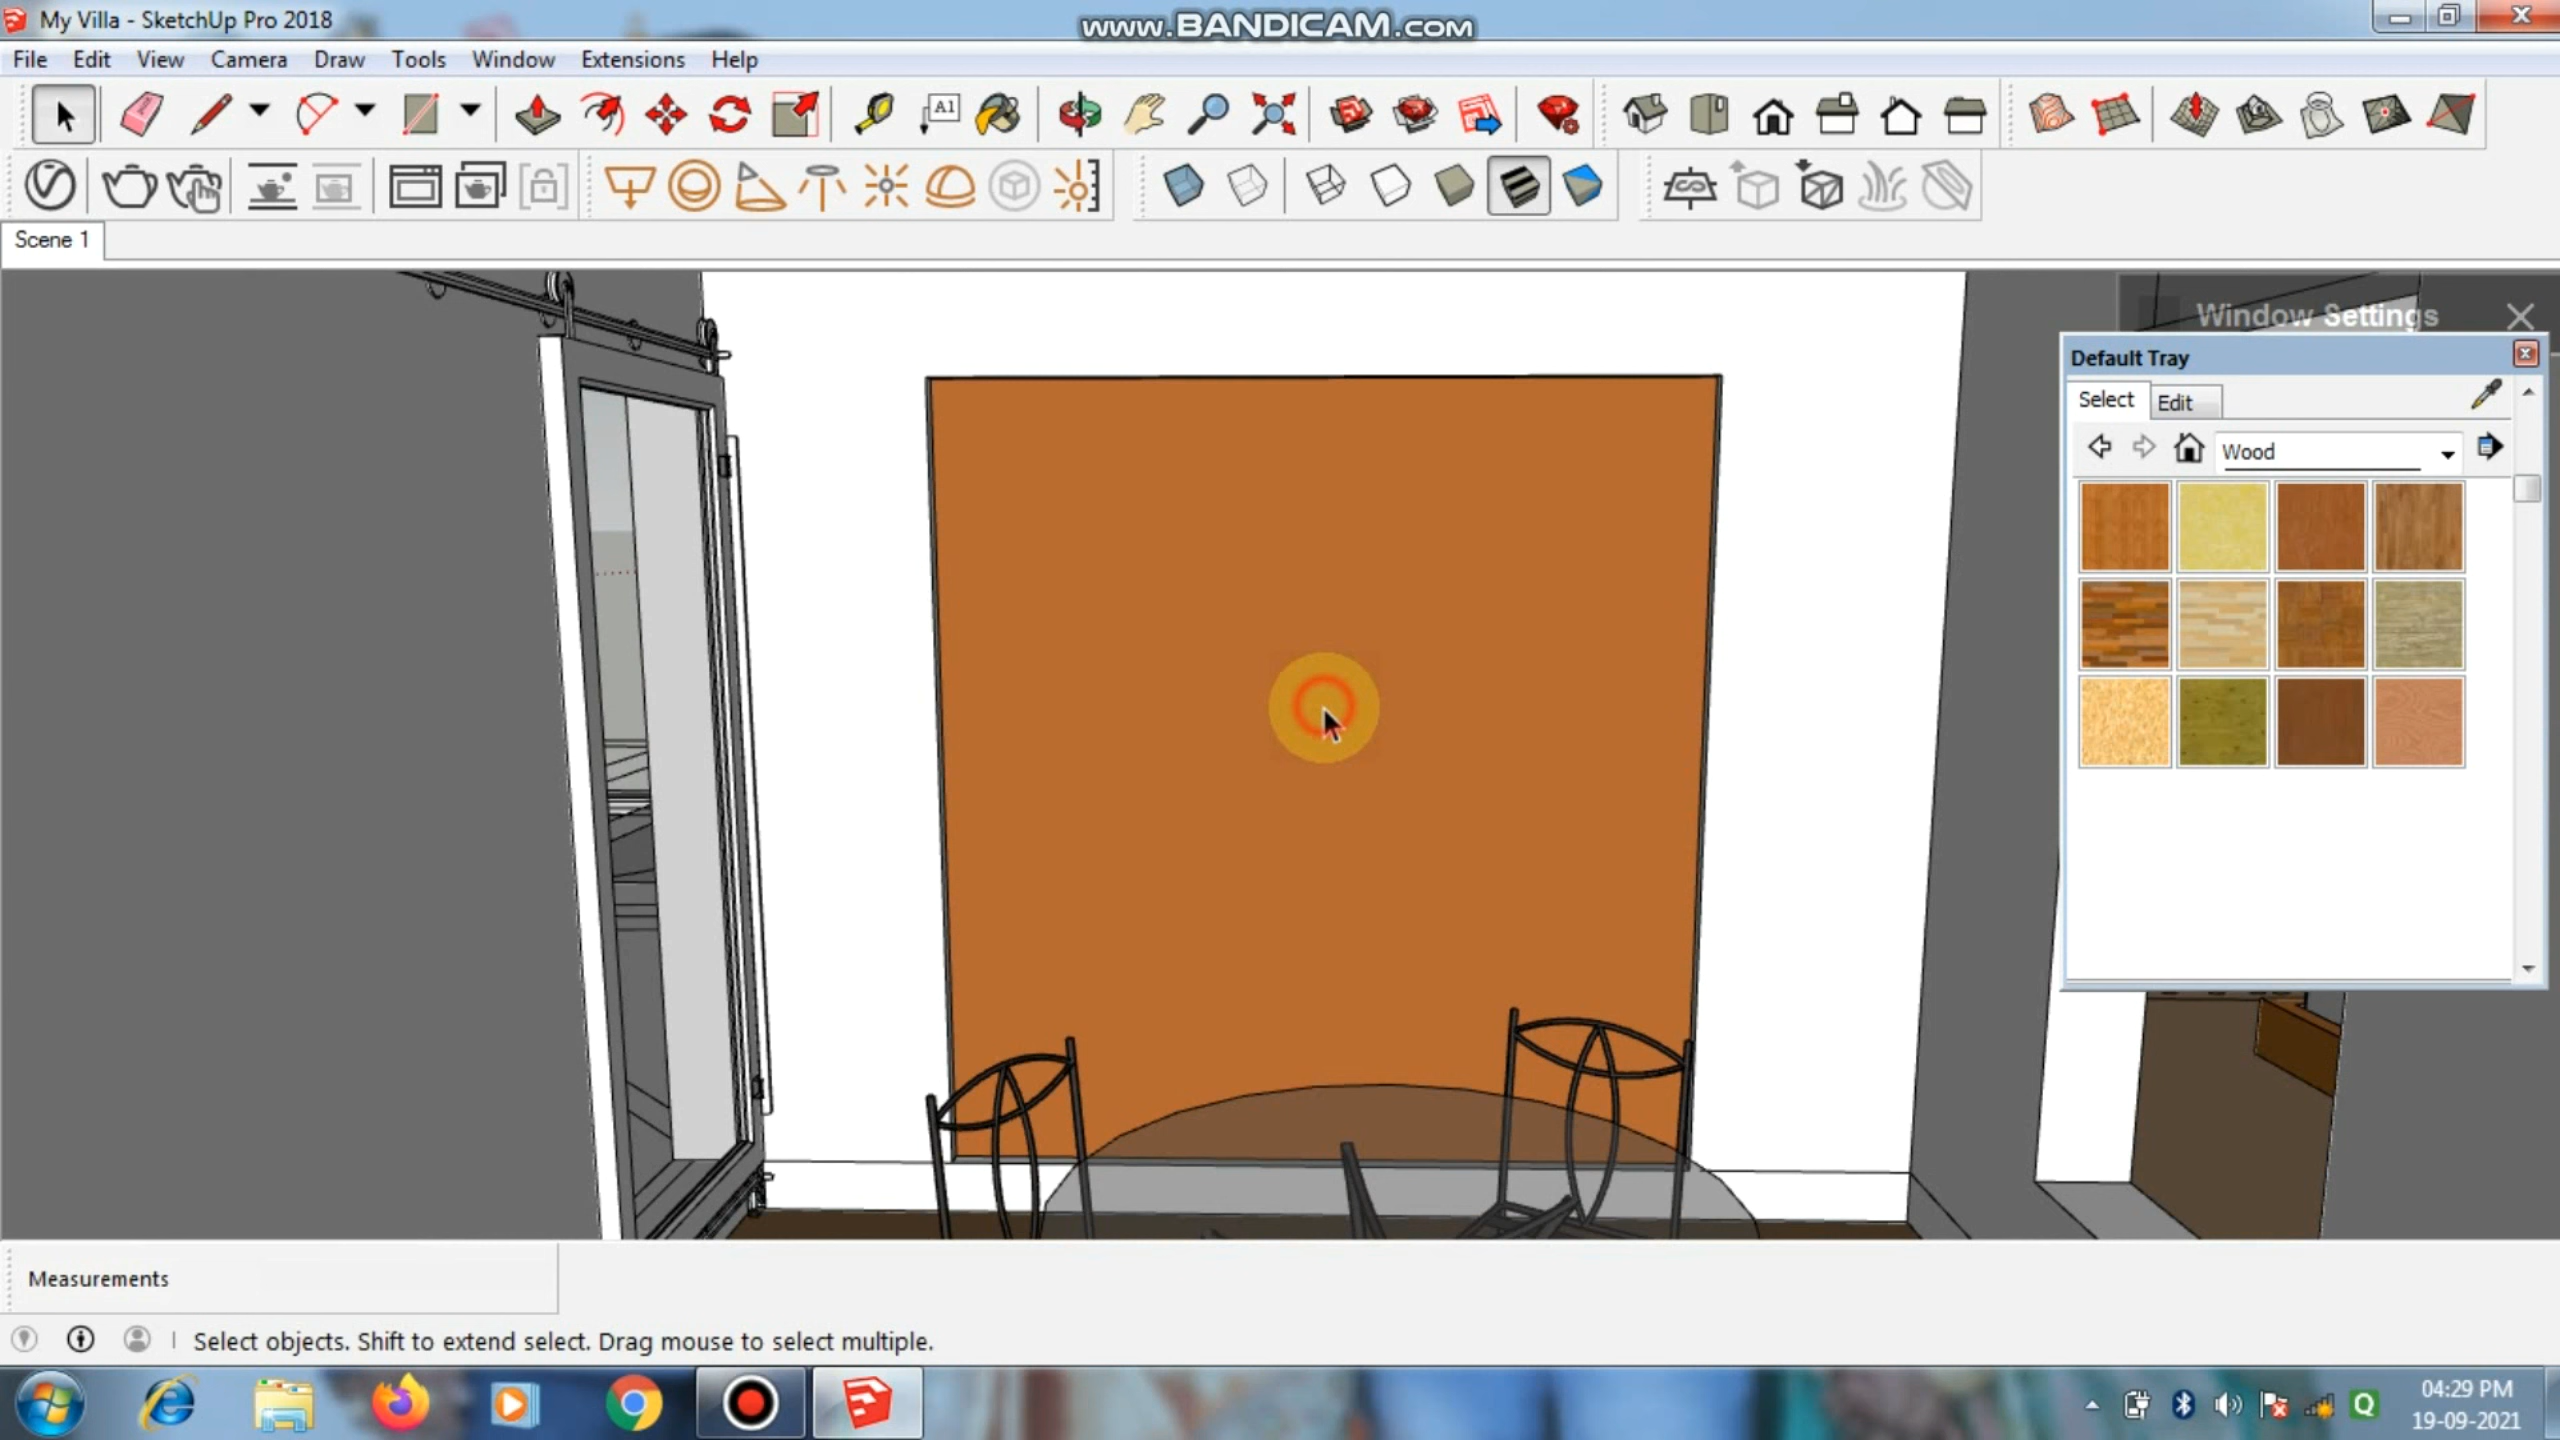 My Villa - SketchUp Pro 2018
www.BANDICAM.com
File Edit View Camera Draw Tools Window Extensions Help
A1
Scene 1
Window Settings
Default Tray
Select Edit
Wood
Measurements
Select objects. Shift to extend select. Drag mouse to select multiple.
04:29 PM
19-09-2021